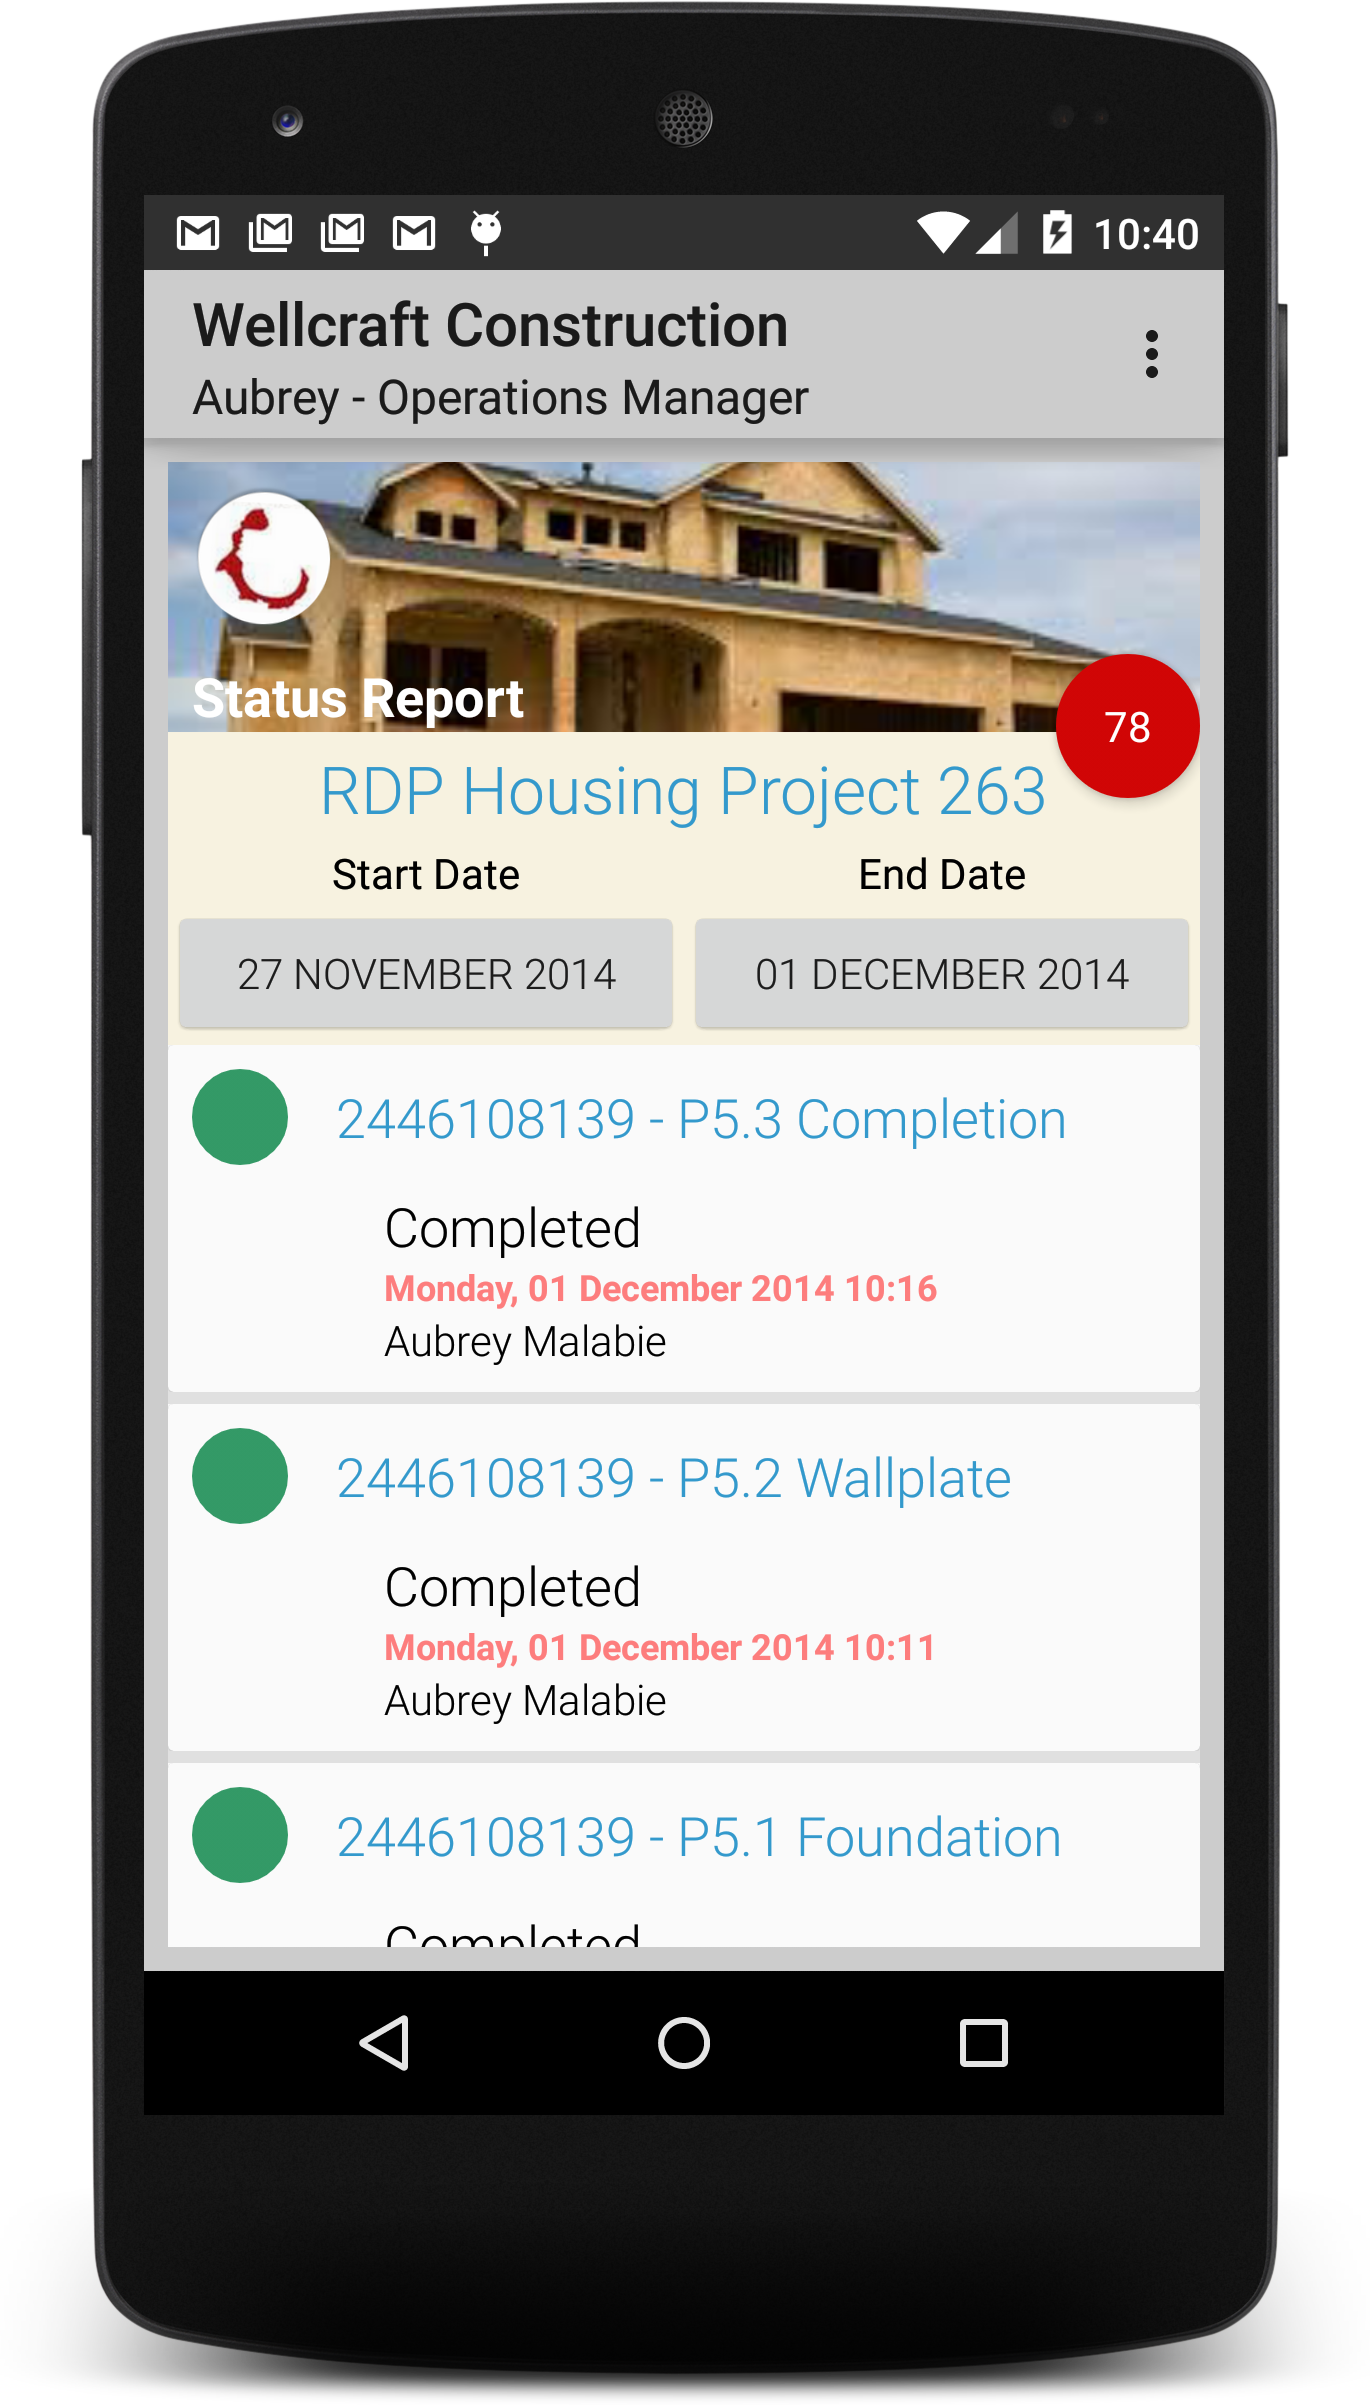 10:40
Wellcraft Construction
Aubrey - Operations Manager
Status Report
78
RDP Housing Project 263
Start Date End Date
27 NOVEMBER 2014 01 DECEMBER 2014
2446108139 - P5.3 Completion
Completed
Monday, 01 December 2014 10:16
Aubrey Malabie
2446108139 - P5.2 Wallplate
Completed
Monday, 01 December 2014 10:11
Aubrey Malabie
2446108139 - P5.1 Foundation
Completed